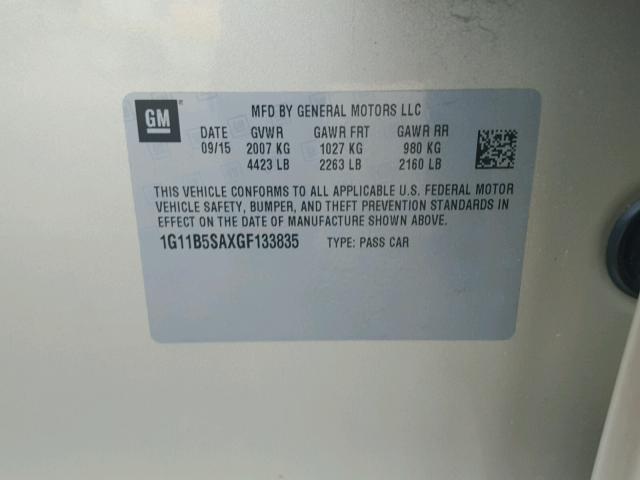 GM
MFD BY GENERAL MOTORS LLC
DATE GVWR GAWR FRT GAWR RR
09/15 2007 KG 1027 KG 980 KG
4423 LB 2263 LB 2160 LB
THIS VEHICLE CONFORMS TO ALL APPLICABLE U.S. FEDERAL MOTOR
VEHICLE SAFETY, BUMPER, AND THEFT PREVENTION STANDARDS IN
EFFECT ON THE DATE OF MANUFACTURE SHOWN ABOVE.
1G11B5SAXGF133835 TYPE: PASS CAR